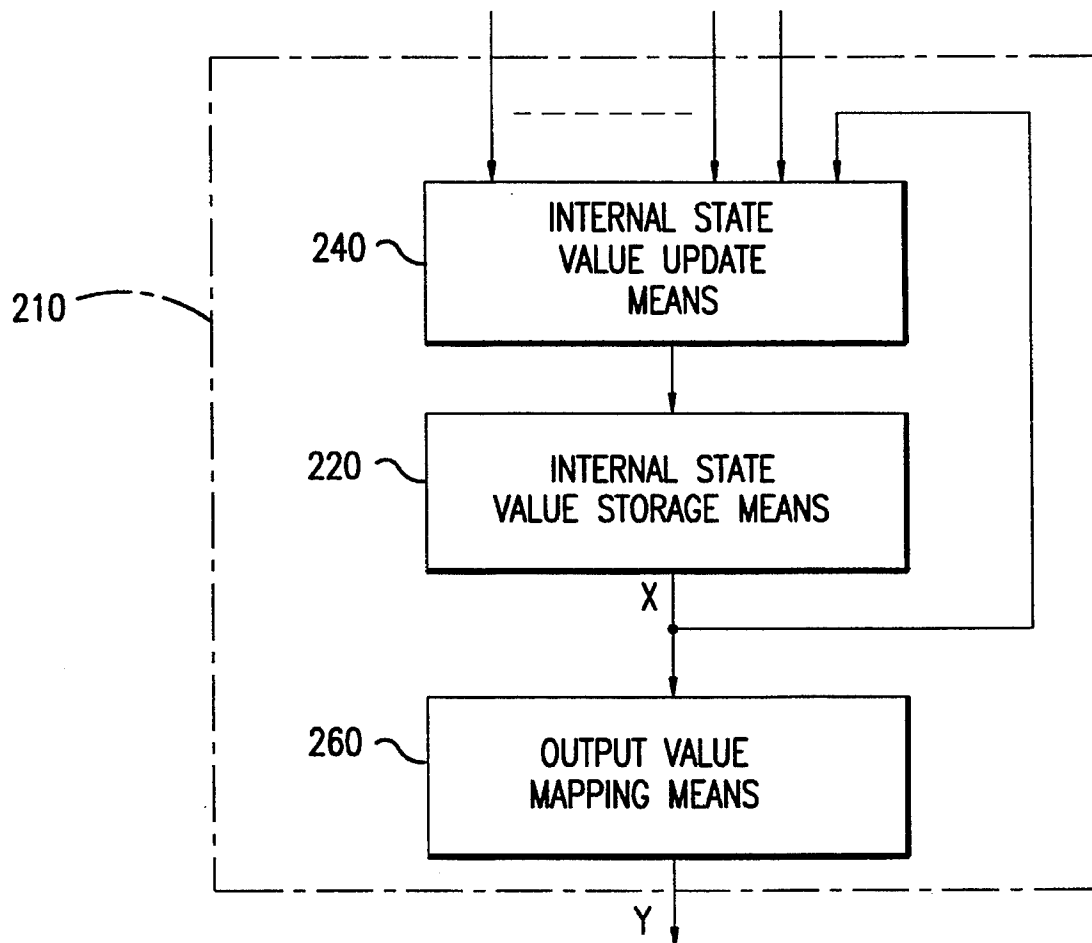 INTERNAL STATE
VALUE UPDATE
MEANS
240
210
INTERNAL STATE
VALUE STORAGE MEANS
220
X
OUTPUT VALUE
MAPPING MEANS
260
Y